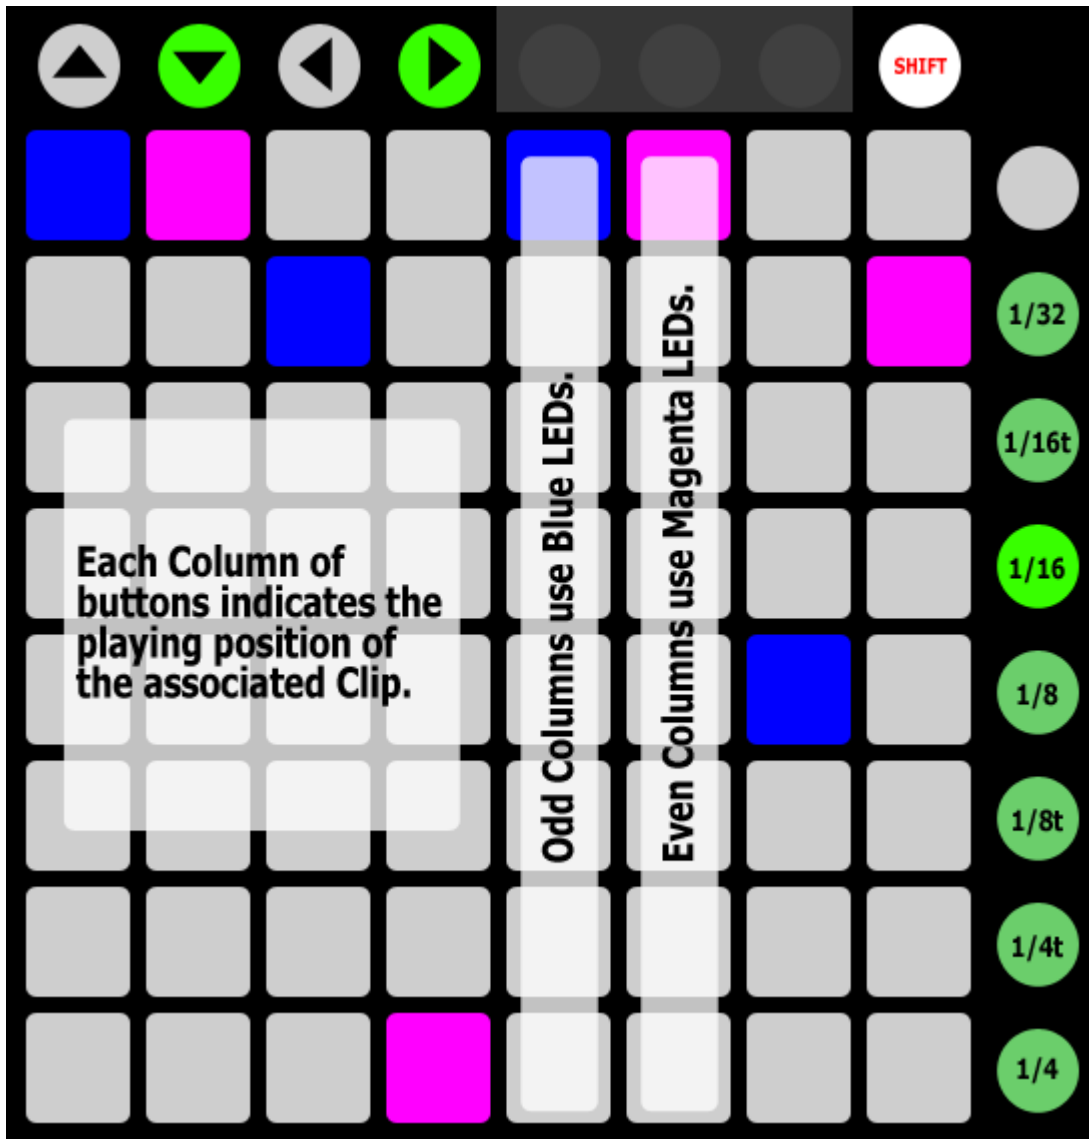 SHIFT
1/32
1/16t
1/16
1/8
1/8t
1/4t
1/4
Each Column of
buttons indicates the
playing position of
the associated Clip.
Odd Columns use Blue LEDs.
Even Columns use Magenta LEDs.